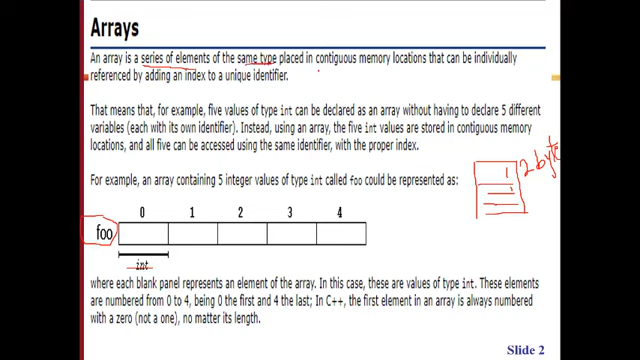 Arrays
An array is a series of elements of the same type placed in contiguous memory locations that can be individually
referenced by adding an index to a unique identifier.
That means that, for example, five values of type int can be declared as an array without having to declare 5 different
variables (each with its own identifier). Instead, using an array, the five int values are stored in contiguous memory
locations, and all five can be accessed using the same identifier, with the proper index.
2 byte
For example, an array containing 5 integer values of type int called foo could be represented as:
0 1 2 3 4
foo
int
where each blank panel represents an element of the array. In this case, these are values of type int. These elements
are numbered from 0 to 4, being 0 the first and 4 the last; In C++, the first element in an array is always numbered
with a zero (not a one), no matter its length.
Slide 2